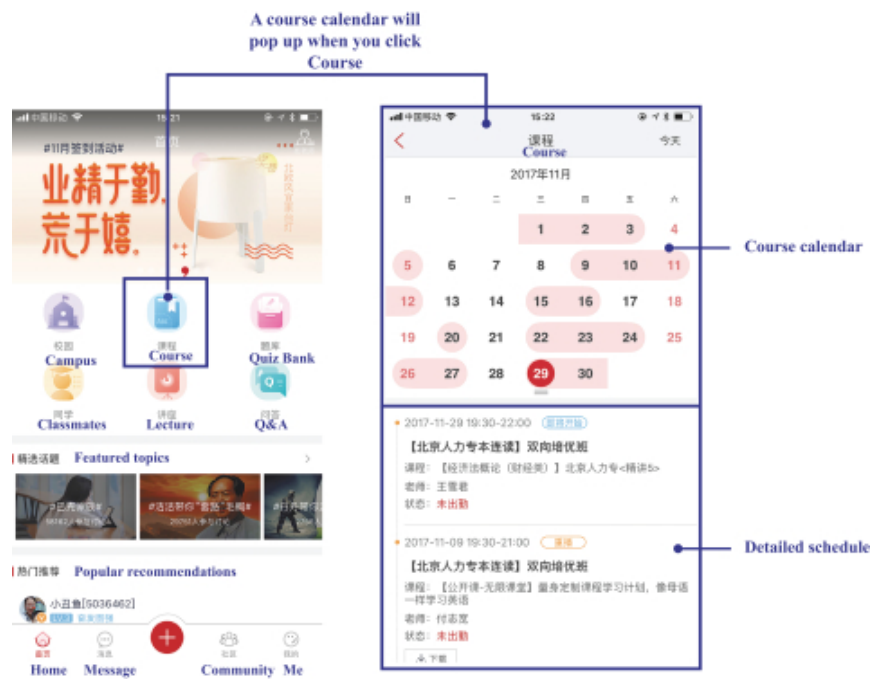 A course calendar will
pop up when you click
Course
中国移动
15:21
首页
#11月签到活动#
业精于勤,
荒于嬉.
校园
Campus
课程
Course
题库
Quiz Bank
同学
Classmates
讲座
Lecture
问答
Q&A
精选话题
Featured topics
热门推荐
Popular recommendations
小丑鱼[5036462]
首页
消息
社区
我的
Home
Message
Community
Me
中国移动
15:22
课程
今天
Course
2017年11月
日 一 二 三 四 五 六
1 2 3 4
5 6 7 8 9 10 11
12 13 14 15 16 17 18
19 20 21 22 23 24 25
26 27 28 29 30
Course calendar
2017-11-29 19:30-22:00
【北京人力专本连读】双向培优班
课程：【经济法概论（财经类）】北京人力专<精讲5>
老师：王雪君
状态：未出勤
2017-11-09 19:30-21:00
重播
【北京人力专本连读】双向培优班
课程：【公开课-无限课堂】量身定制课程学习计划，像母语
一样学习英语
老师：付志宽
状态：未出勤
下载
Detailed schedule